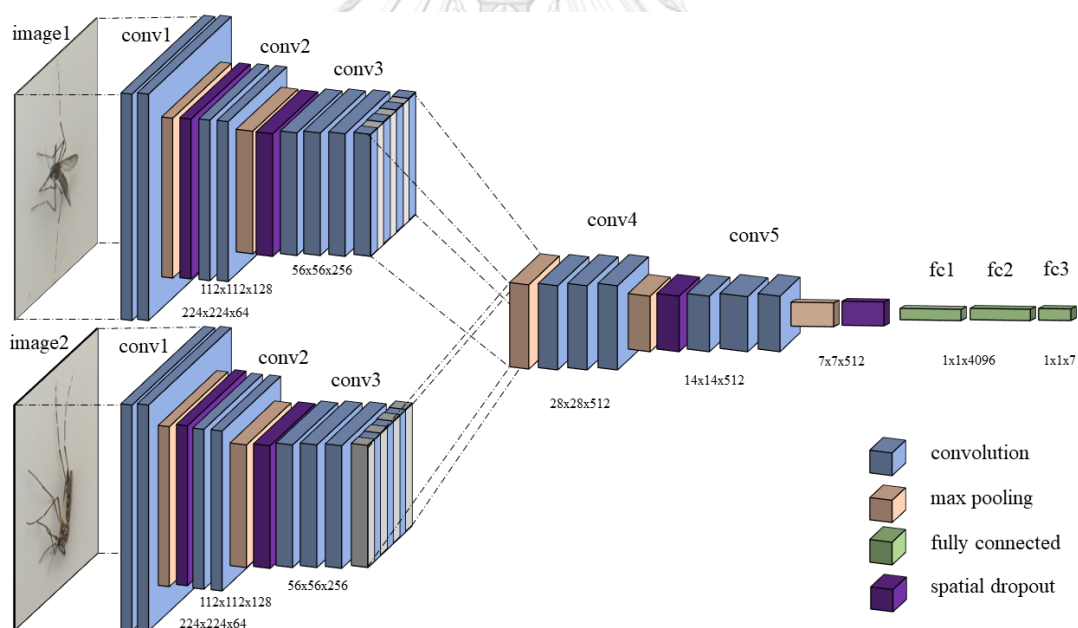 image1
conv1
conv2
conv3
56x56x256
112x112x128
224x224x64
image2
conv1
conv2
conv3
56x56x256
112x112x128
224x224x64
conv4
conv5
fc1 fc2 fc3
28x28x512
14x14x512
7x7x512
1x1x4096
1x1x7
convolution
max pooling
fully connected
spatial dropout